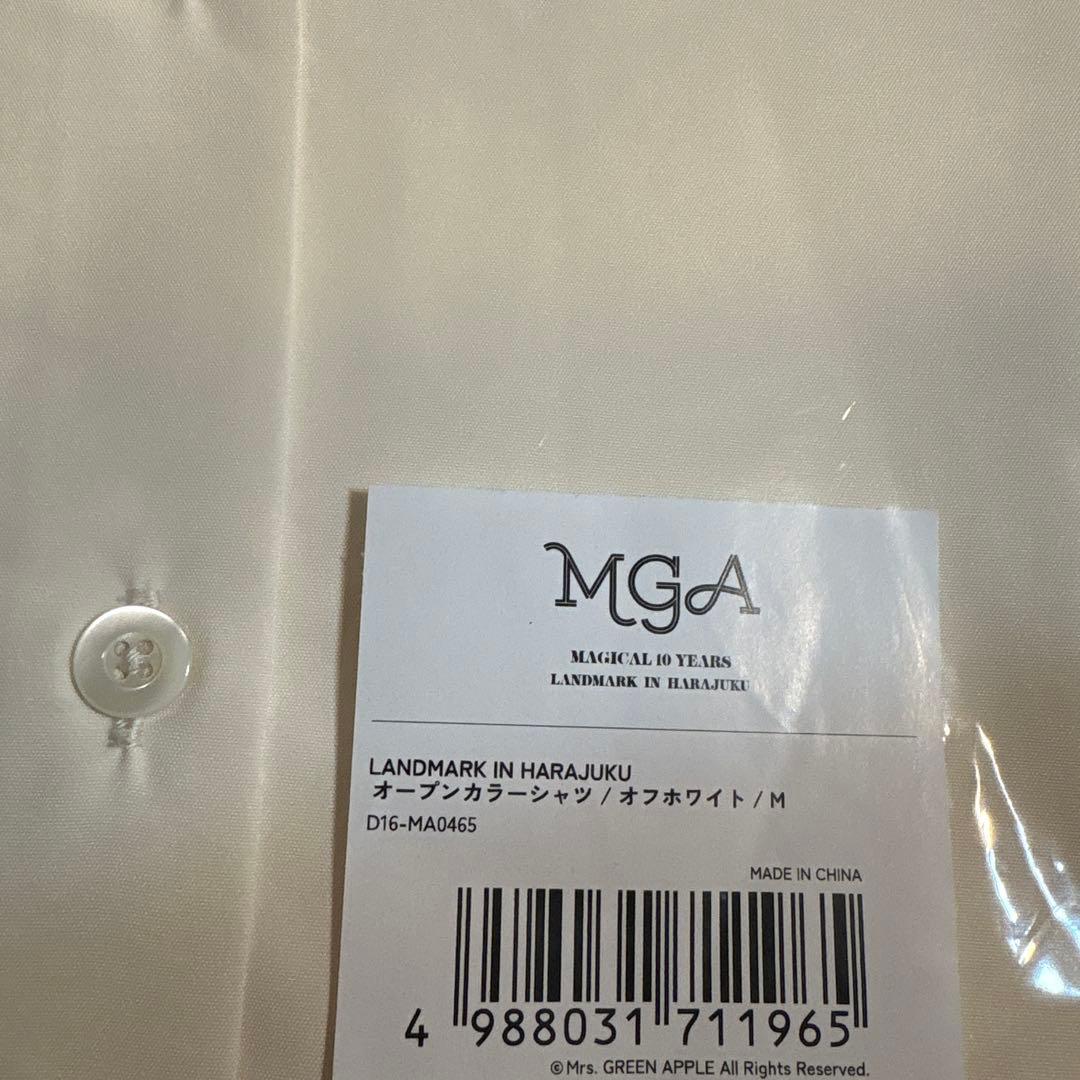 MGA
MAGICAL 10 YEARS
LANDMARK IN HARAJUKU
LANDMARK IN HARAJUKU
オープンカラーシャツ / オフホワイト / M
D16-MA0465
MADE IN CHINA
4 988031 711965
©Mrs. GREEN APPLE All Rights Reserved.